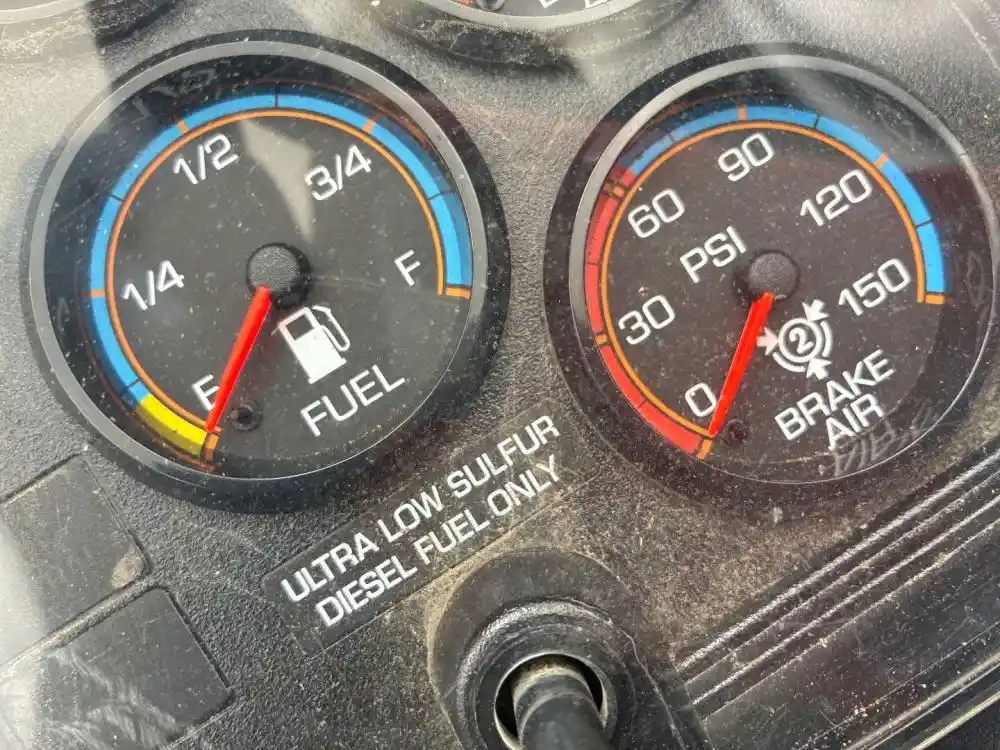 1/2
3/4
1/4
F
E
FUEL
90
60
120
PSI
150
30
2
0
BRAKE
AIR
ULTRA LOW SULFUR
DIESEL FUEL ONLY